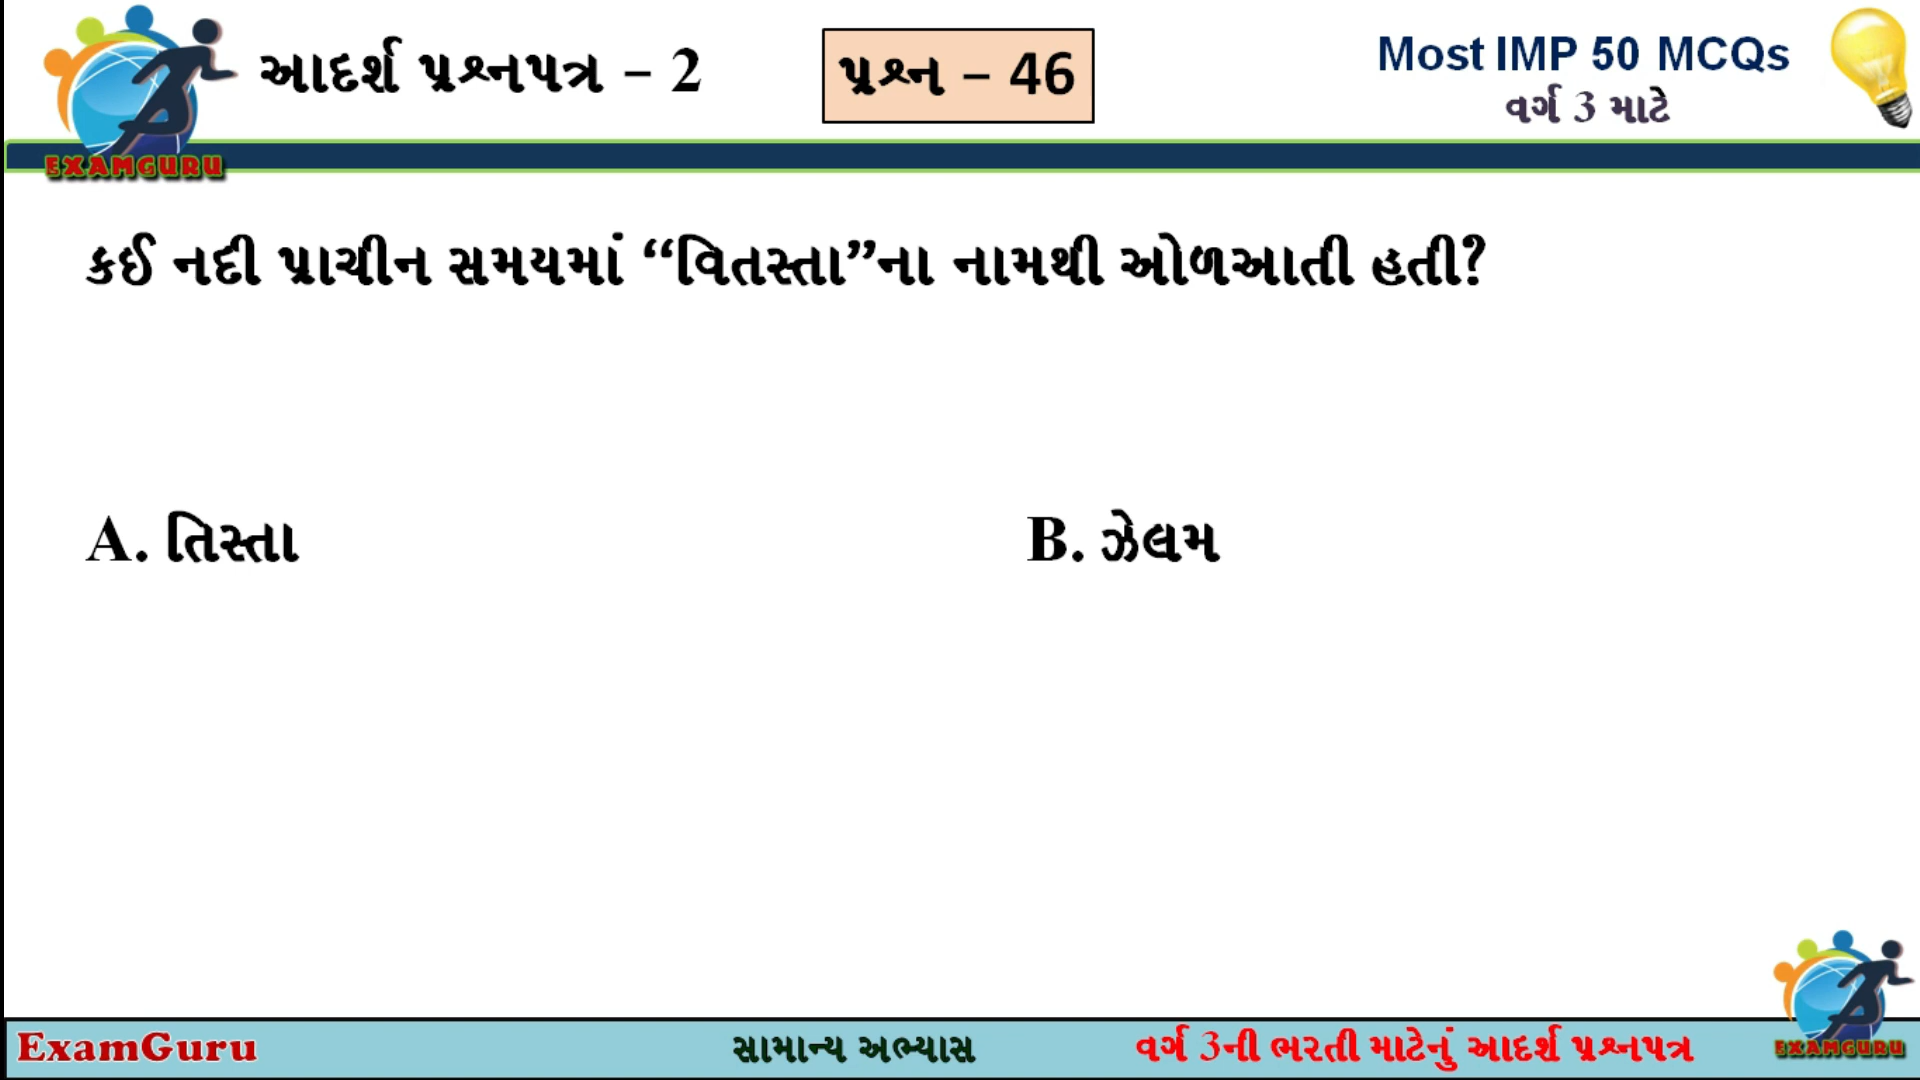 આદર્શ પ્રશ્નપત્ર – 2
પ્રશ્ન – 46
Most IMP 50 MCQs
વર્ગ 3 માટે
EXAMGURU
કઈ નદી પ્રાચીન સમયમાં “વિતસ્તા”ના નામથી ઓળઆતી હતી?
A. તિસ્તા
B. ઝેલમ
ExamGuru
સામાન્ય અભ્યાસ
વર્ગ 3ની ભરતી માટેનું આદર્શ પ્રશ્નપત્ર
EXAMGURU